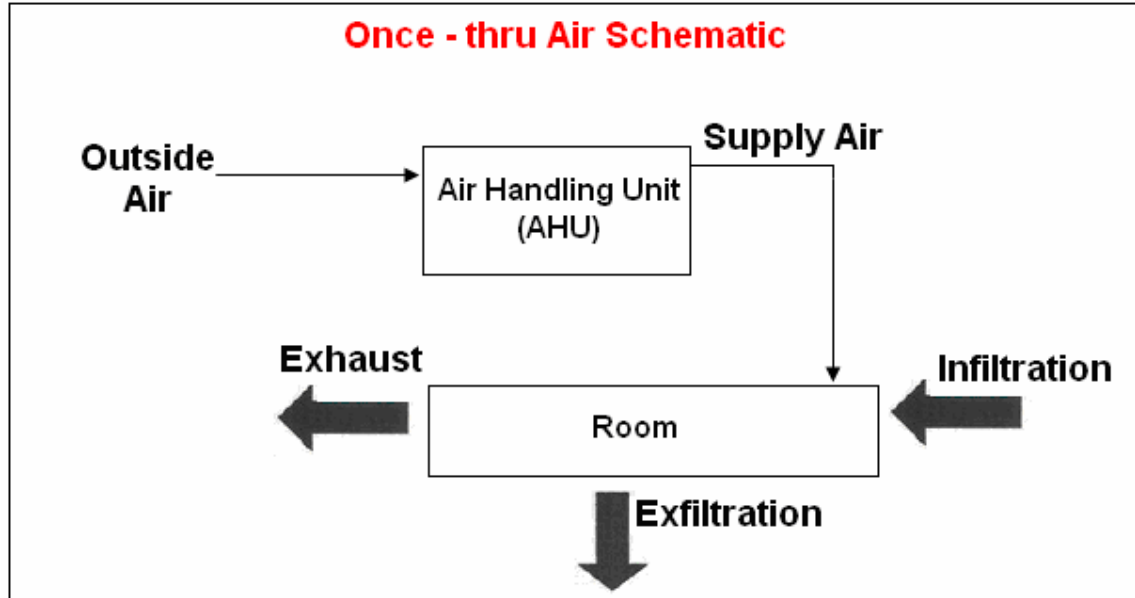 Once - thru Air Schematic
Outside
Air
Supply Air
Air Handling Unit
(AHU)
Exhaust
Infiltration
Room
Exfiltration